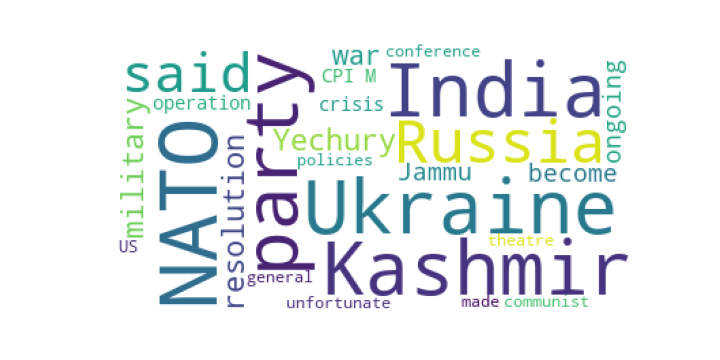 war
conference
said
CPI M
India
operation
crisis
party
ongoing
military
NATO
Yechury
Russia
resolution
policies
Jammu
become
Ukraine
US
theatre
Kashmir
general
unfortunate
made
communist